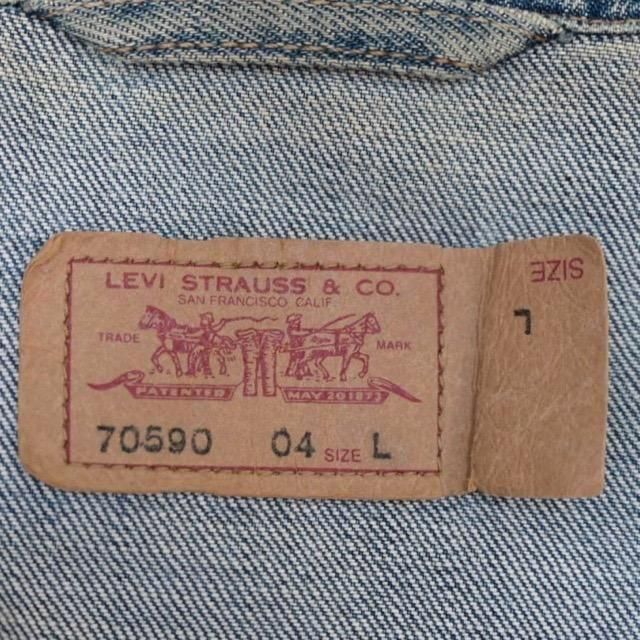 LEVI STRAUSS & CO.
SAN FRANCISCO CALIF.
TRADE MARK
PATENTED MAY 20 1873
70590 04 SIZE L
SIZE
L